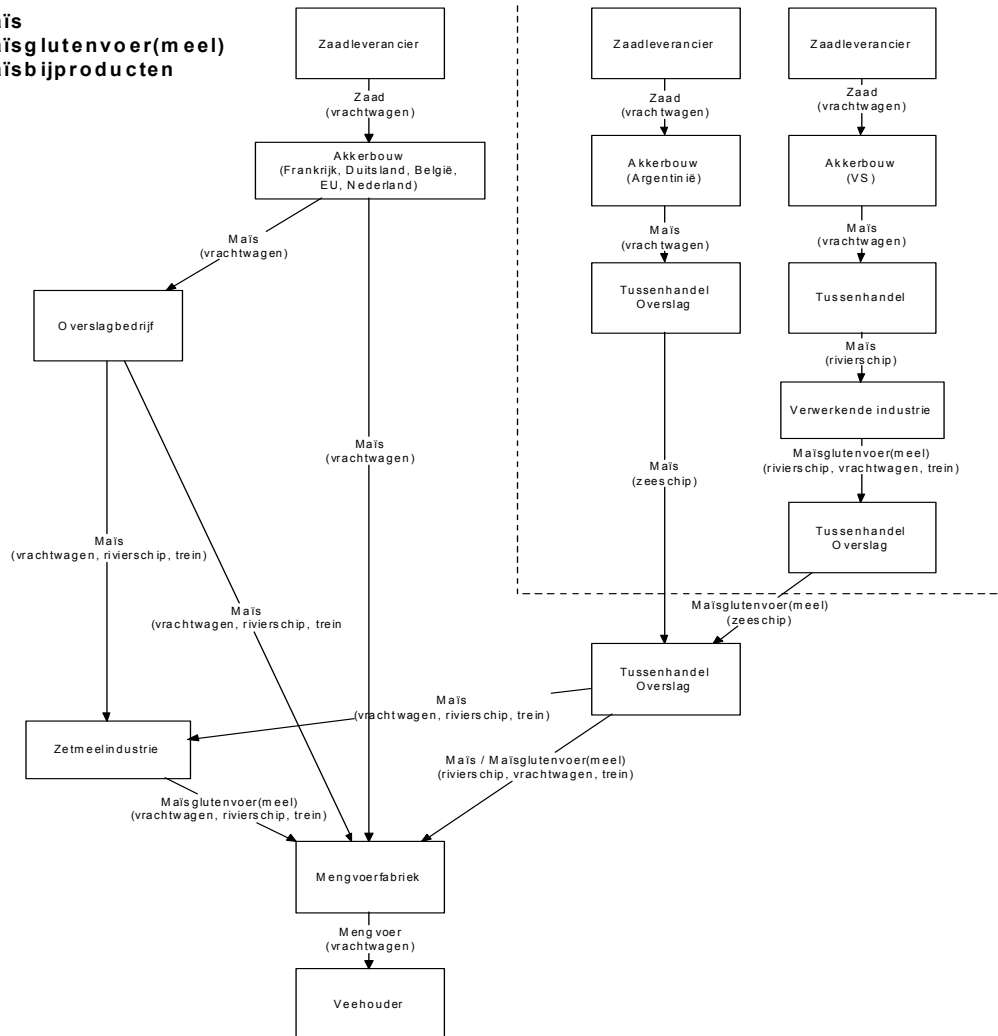 aïs
aïsglutenvoer(meel)
aïsbijproducten
Zaadleverancier
Zaadleverancier
Zaadleverancier
Zaad
(vrachtwagen)
Zaad
(vrachtwagen)
Zaad
(vrachtwagen)
Akkerbouw
(Frankrijk, Duitsland, België,
EU, Nederland)
Akkerbouw
(Argentinië)
Akkerbouw
(VS)
Maïs
(vrachtwagen)
Maïs
(vrachtwagen)
Maïs
(vrachtwagen)
Overslagbedrijf
Tussenhandel
Overslag
Tussenhandel
Maïs
(rivierschip)
Verwerkende industrie
Maïs
(vrachtwagen)
Maïs
(zeeschip)
Maïsglutenvoer(meel)
(rivierschip, vrachtwagen, trein)
Tussenhandel
Overslag
Maïs
(vrachtwagen, rivierschip, trein)
Maïs
(vrachtwagen, rivierschip, trein
Maïsglutenvoer(meel)
(zeeschip)
Tussenhandel
Overslag
Maïs
(vrachtwagen, rivierschip, trein)
Zetmeelindustrie
Maïs / Maïsglutenvoer(meel)
(rivierschip, vrachtwagen, trein)
Maïsglutenvoer(meel)
(vrachtwagen, rivierschip, trein)
Mengvoerfabriek
Mengvoer
(vrachtwagen)
Veehouder